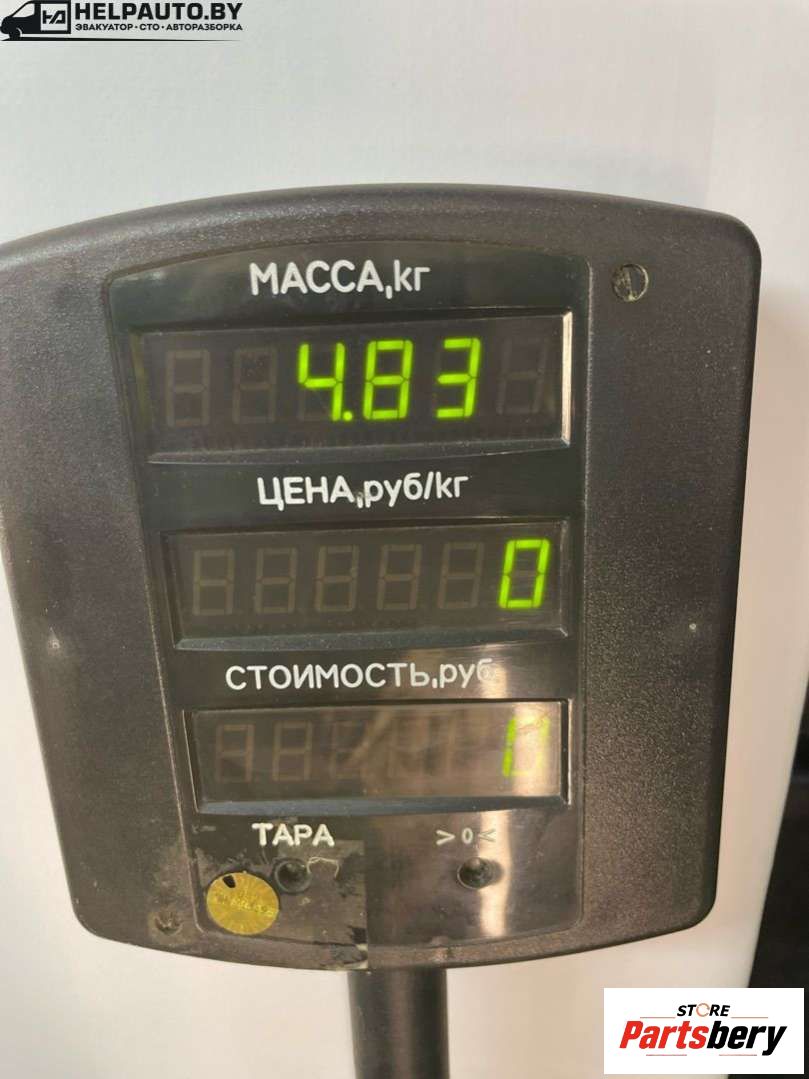 HELPAUTO.BY
ЭВАКУАТОР•СТО•АВТОРАЗБОРКА
МАССА,кг
4.83
ЦЕНА,руб/кг
0
СТОИМОСТЬ,руб
0
ТАРА >0<
STORE
Partsbery